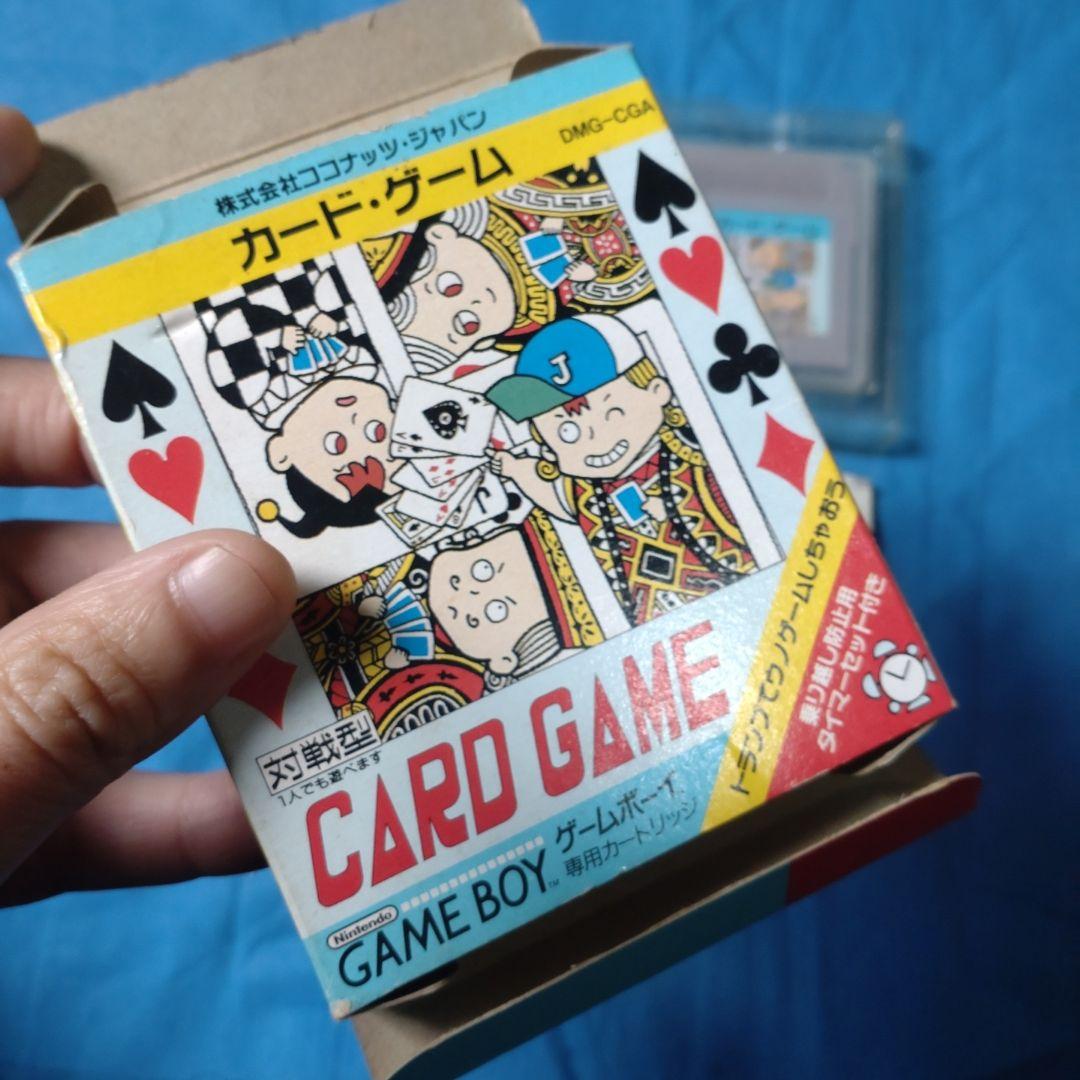 株式会社ココナッツ・ジャパン
カード・ゲーム
DMG-CGA
J
対戦型
1人でも遊べます
CARD GAME
トランプでウノゲームしちゃおう
乗り越し防止用
タイマーセット付き
Nintendo
GAME BOY™
ゲームボーイ
専用カートリッジ